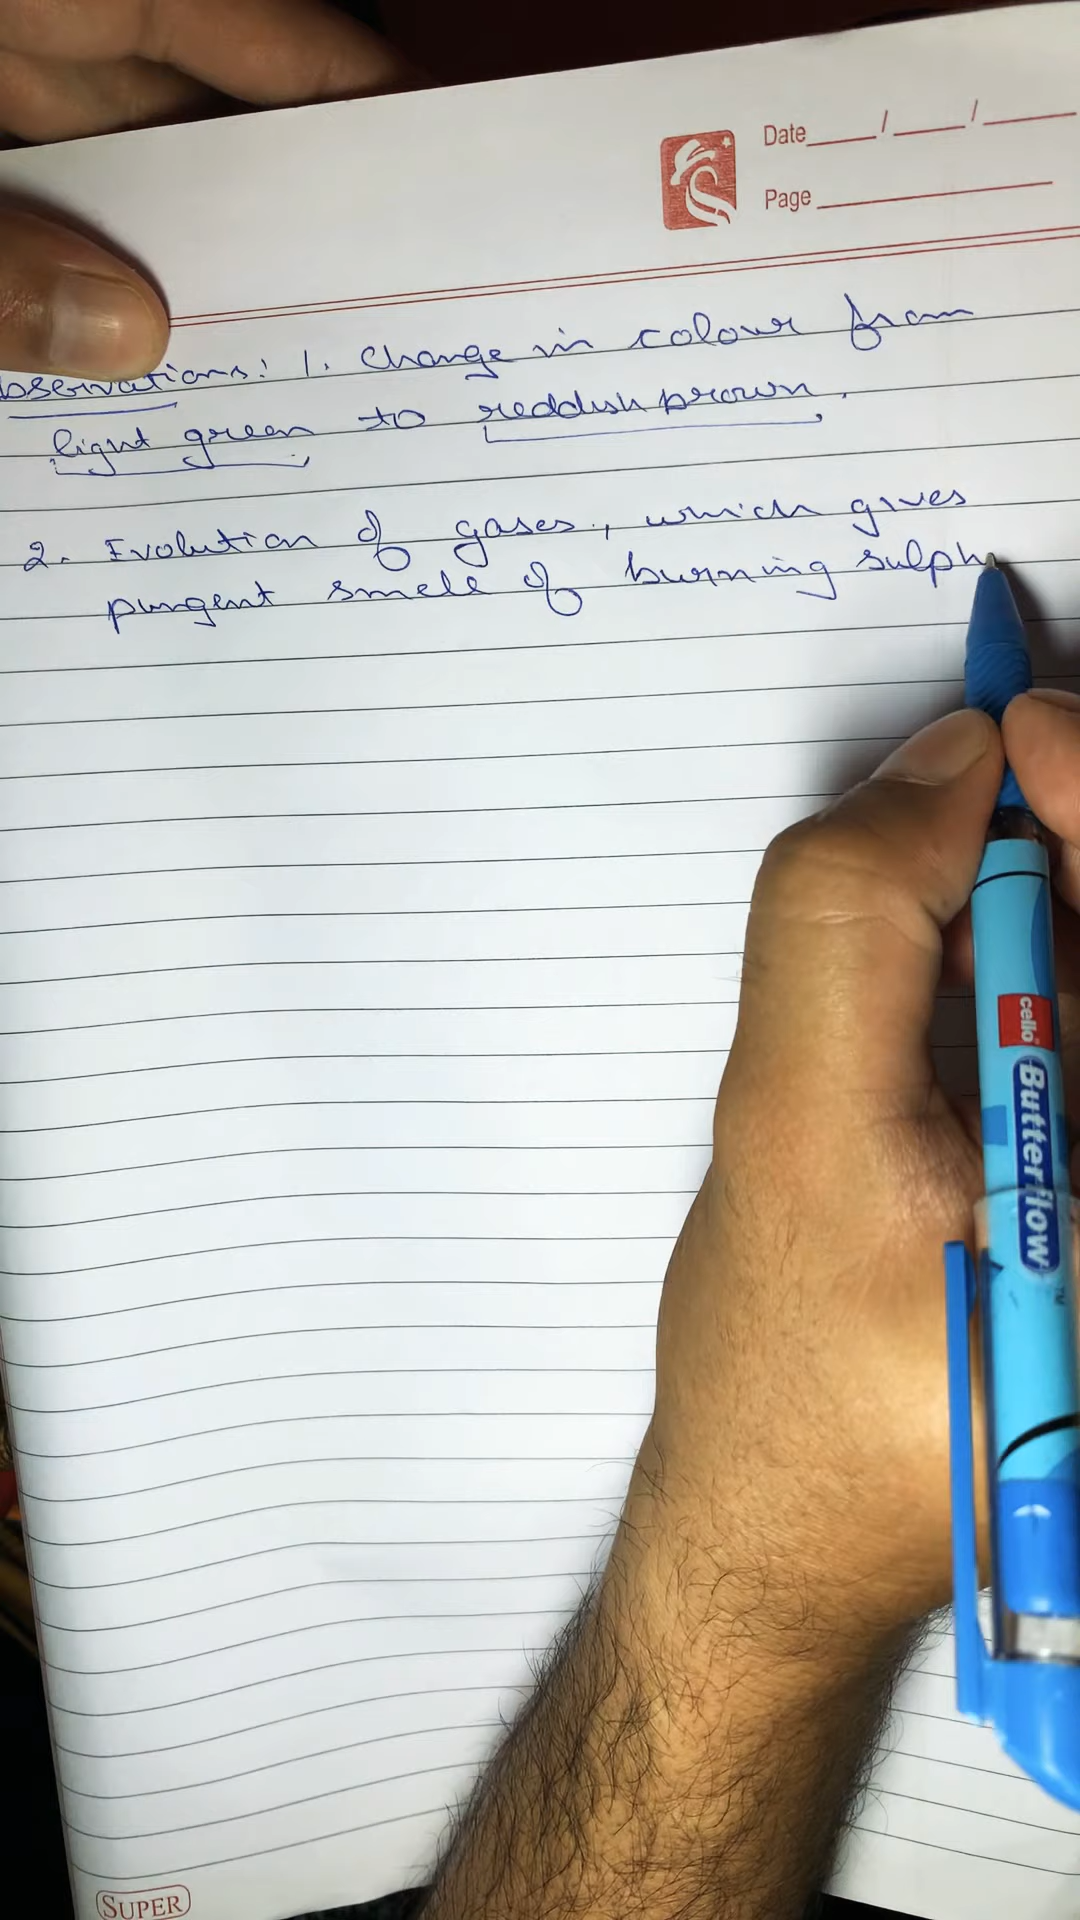 Date / /
Page
bservations: 1. Change in colour from
light green to reddish brown.
2. Evolution of gases, which gives
pungent smell of burning sulph
cello
Butterflow
TM
SUPER